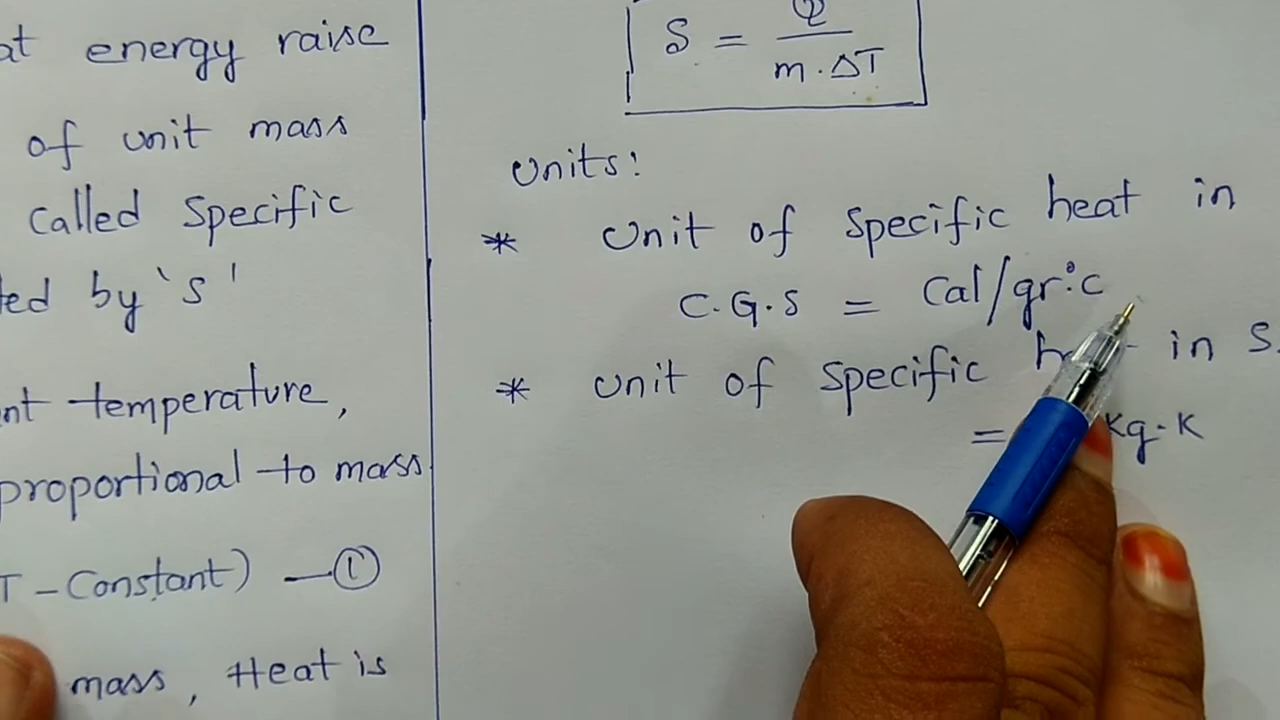 at energy raise
of unit mass
called specific
ted by 's'
nt temperature,
proportional to mass
T - Constant) — ①
mass, Heat is
S = Q / m · ΔT
Units:
* Unit of specific heat in
C.G.S = Cal/gr.°c
* Unit of specific in S.
= kg-K